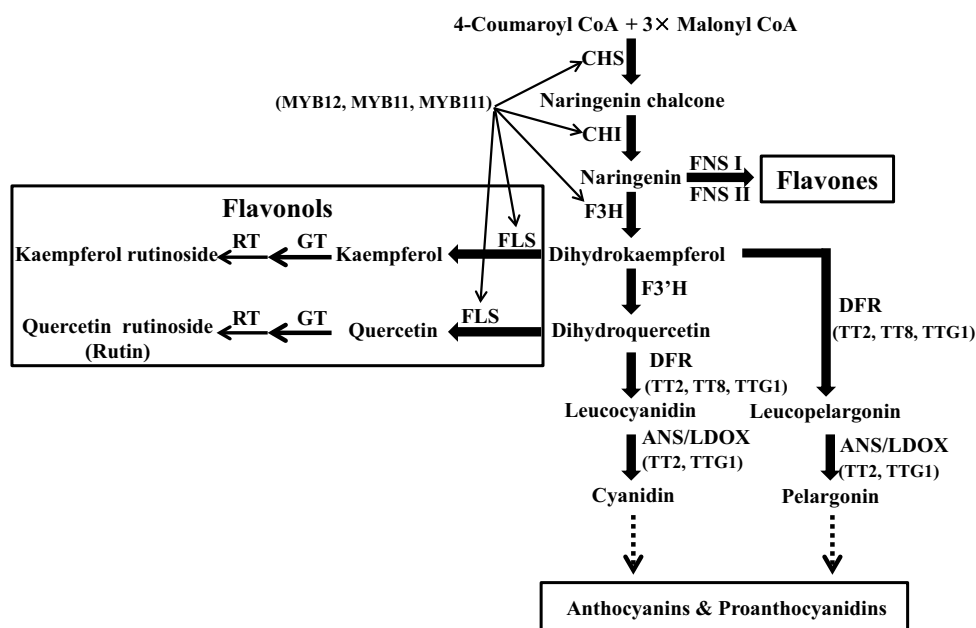 4-Coumaroyl CoA + 3× Malonyl CoA
CHS
(MYB12, MYB11, MYB111)
Naringenin chalcone
CHI
Naringenin
FNS I
FNS II
Flavones
F3H
Flavonols
Kaempferol rutinoside
RT
GT
Kaempferol
FLS
Dihydrokaempferol
F3’H
DFR
(TT2, TT8, TTG1)
Quercetin rutinoside
(Rutin)
RT
GT
Quercetin
FLS
Dihydroquercetin
DFR
(TT2, TT8, TTG1)
Leucocyanidin
Leucopelargonin
ANS/LDOX
(TT2, TTG1)
ANS/LDOX
(TT2, TTG1)
Cyanidin
Pelargonin
Anthocyanins & Proanthocyanidins